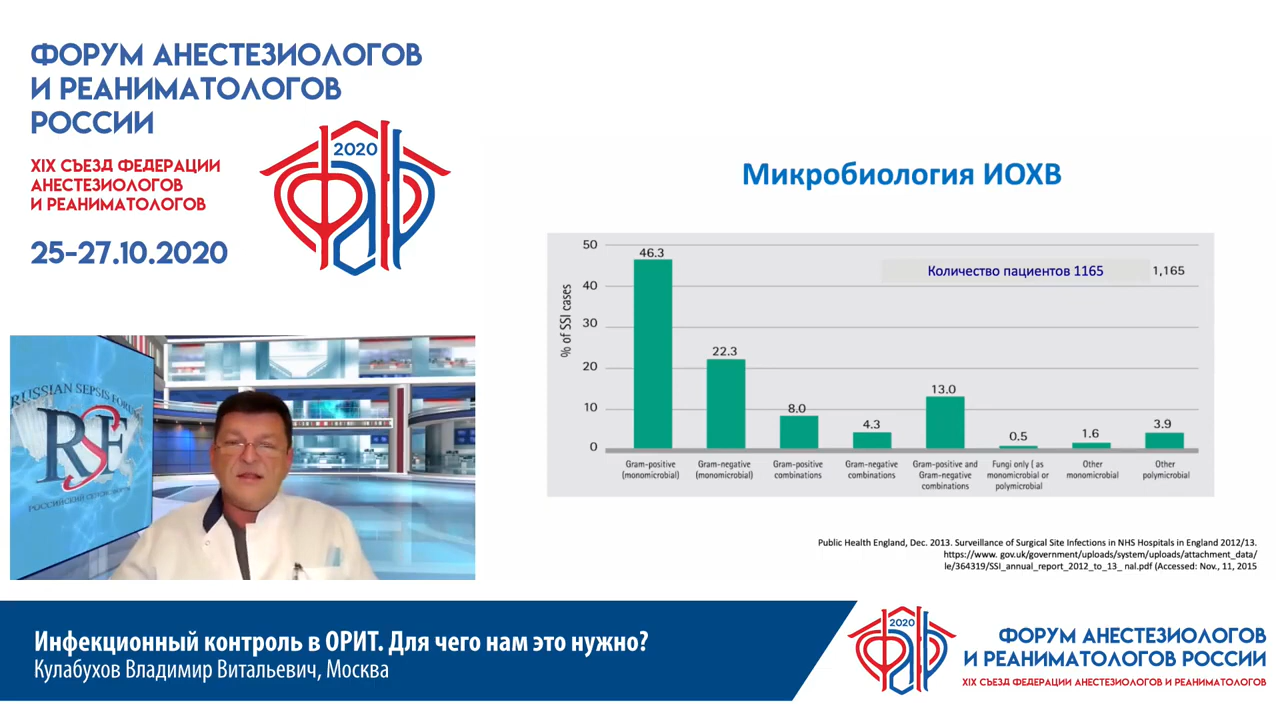 ФОРУМ АНЕСТЕЗИОЛОГОВ
И РЕАНИМАТОЛОГОВ
РОССИИ
XIX СЪЕЗД ФЕДЕРАЦИИ
АНЕСТЕЗИОЛОГОВ
И РЕАНИМАТОЛОГОВ
25-27.10.2020
2020
Микробиология ИОХВ
% of SSI cases
50
40
30
20
10
0
Количество пациентов 1165
1,165
46.3
22.3
8.0
4.3
13.0
0.5
1.6
3.9
Gram-positive
(monomicrobial)
Gram-negative
(monomicrobial)
Gram-positive
combinations
Gram-negative
combinations
Gram-positive and
Gram-negative
combinations
Fungi only ( as
monomicrobial or
polymicrobial
Other
monomicrobial
Other
polymicrobial
Public Health England, Dec. 2013. Surveillance of Surgical Site Infections in NHS Hospitals in England 2012/13.
https://www. gov.uk/government/uploads/system/uploads/attachment_data/
le/364319/SSI_annual_report_2012_to_13_ nal.pdf (Accessed: Nov., 11, 2015
RUSSIAN SEPSIS FORUM
RSF
РОССИЙСКИЙ
Инфекционный контроль в ОРИТ. Для чего нам это нужно?
Кулабухов Владимир Витальевич, Москва
2020
ФОРУМ АНЕСТЕЗИОЛОГОВ
И РЕАНИМАТОЛОГОВ РОССИИ
XIX СЪЕЗД ФЕДЕРАЦИИ АНЕСТЕЗИОЛОГОВ И РЕАНИМАТОЛОГОВ